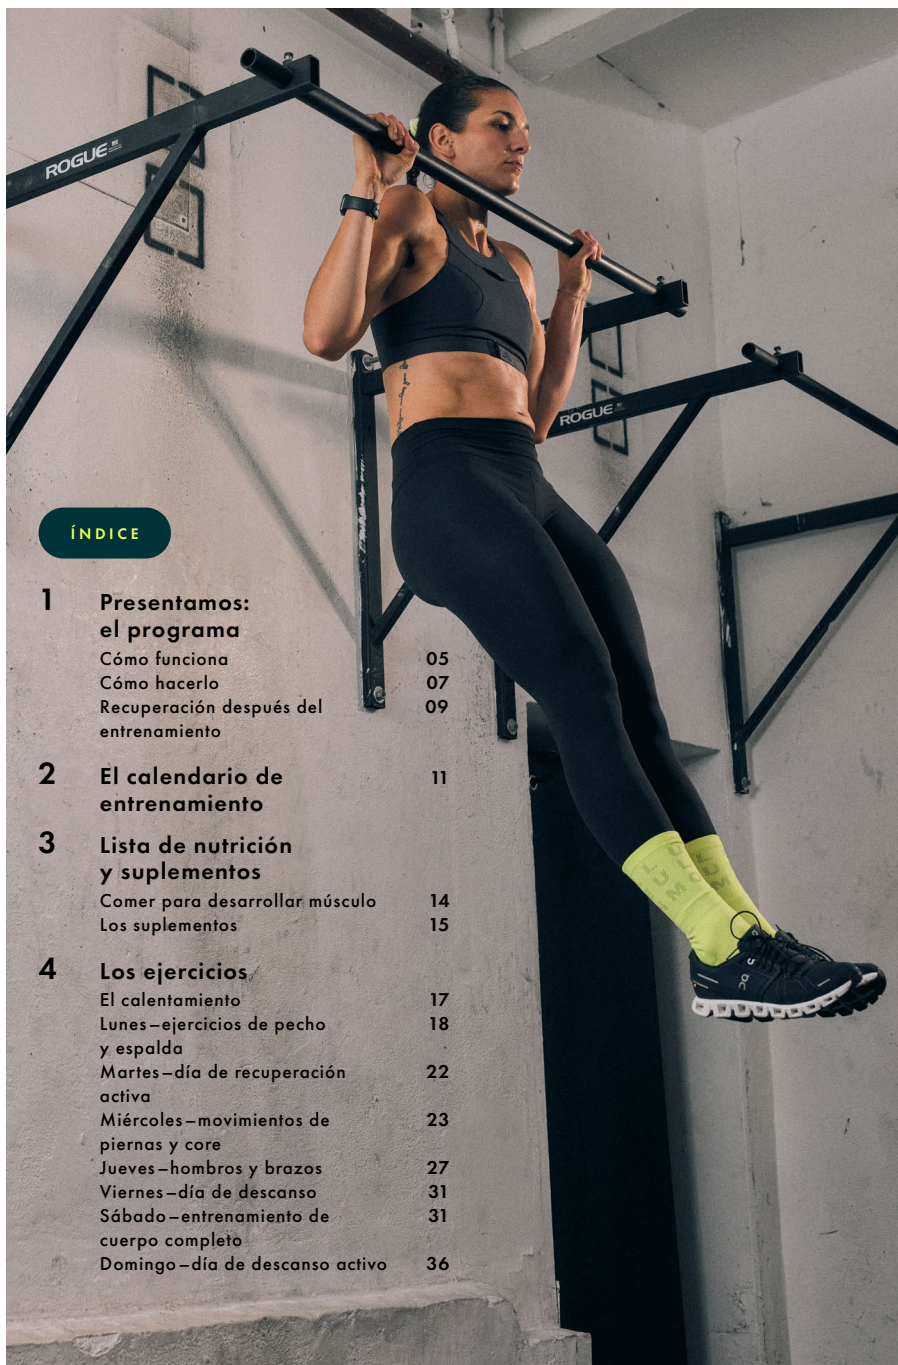 ROGUE
ROGUE
ÍNDICE
1 Presentamos:
el programa
Cómo funciona 05
Cómo hacerlo 07
Recuperación después del 09
entrenamiento
2 El calendario de 11
entrenamiento
3 Lista de nutrición
y suplementos
Comer para desarrollar músculo 14
Los suplementos 15
4 Los ejercicios
El calentamiento 17
Lunes–ejercicios de pecho 18
y espalda
Martes–día de recuperación 22
activa
Miércoles–movimientos de 23
piernas y core
Jueves–hombros y brazos 27
Viernes–día de descanso 31
Sábado–entrenamiento de 31
cuerpo completo
Domingo–día de descanso activo 36